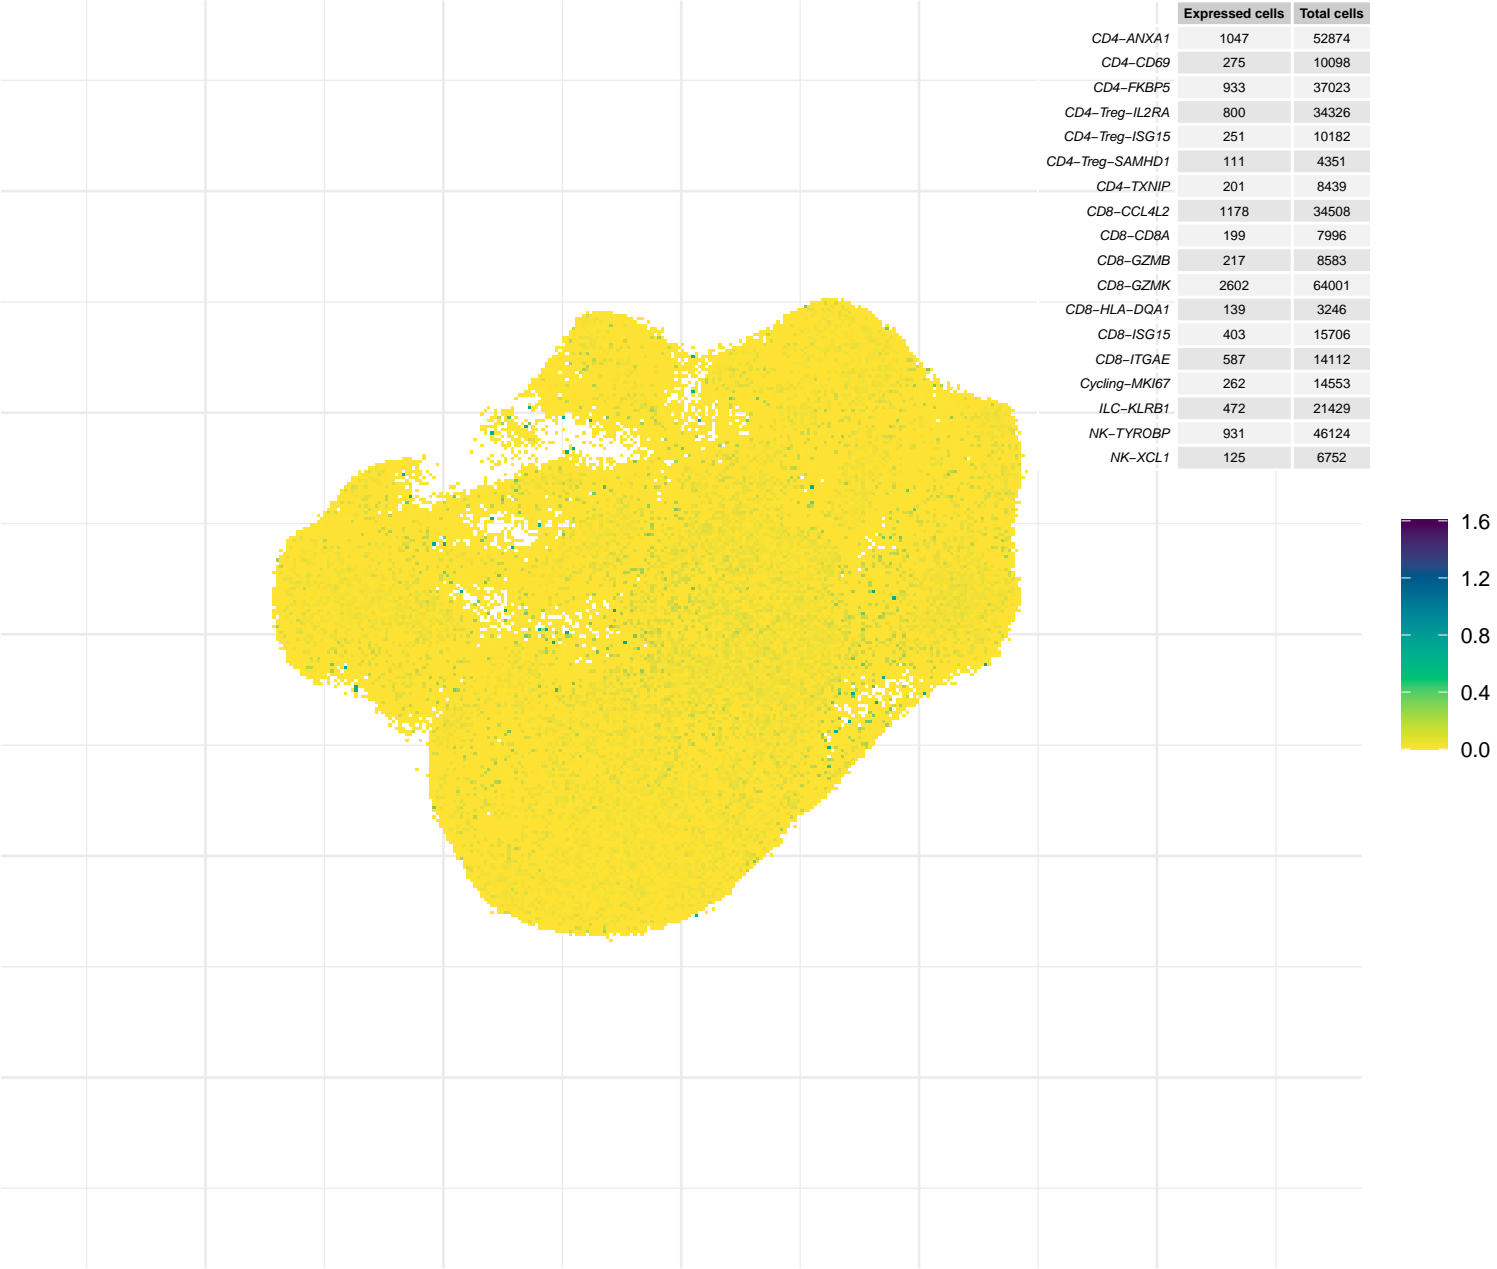 Expressed cells Total cells
CD4−ANXA1 1047 52874
CD4−CD69 275 10098
CD4−FKBP5 933 37023
CD4−Treg−IL2RA 800 34326
CD4−Treg−ISG15 251 10182
CD4−Treg−SAMHD1 111 4351
CD4−TXNIP 201 8439
CD8−CCL4L2 1178 34508
CD8−CD8A 199 7996
CD8−GZMB 217 8583
CD8−GZMK 2602 64001
CD8−HLA−DQA1 139 3246
CD8−ISG15 403 15706
CD8−ITGAE 587 14112
Cycling−MKI67 262 14553
ILC−KLRB1 472 21429
NK−TYROBP 931 46124
NK−XCL1 125 6752
1.6
1.2
0.8
0.4
0.0